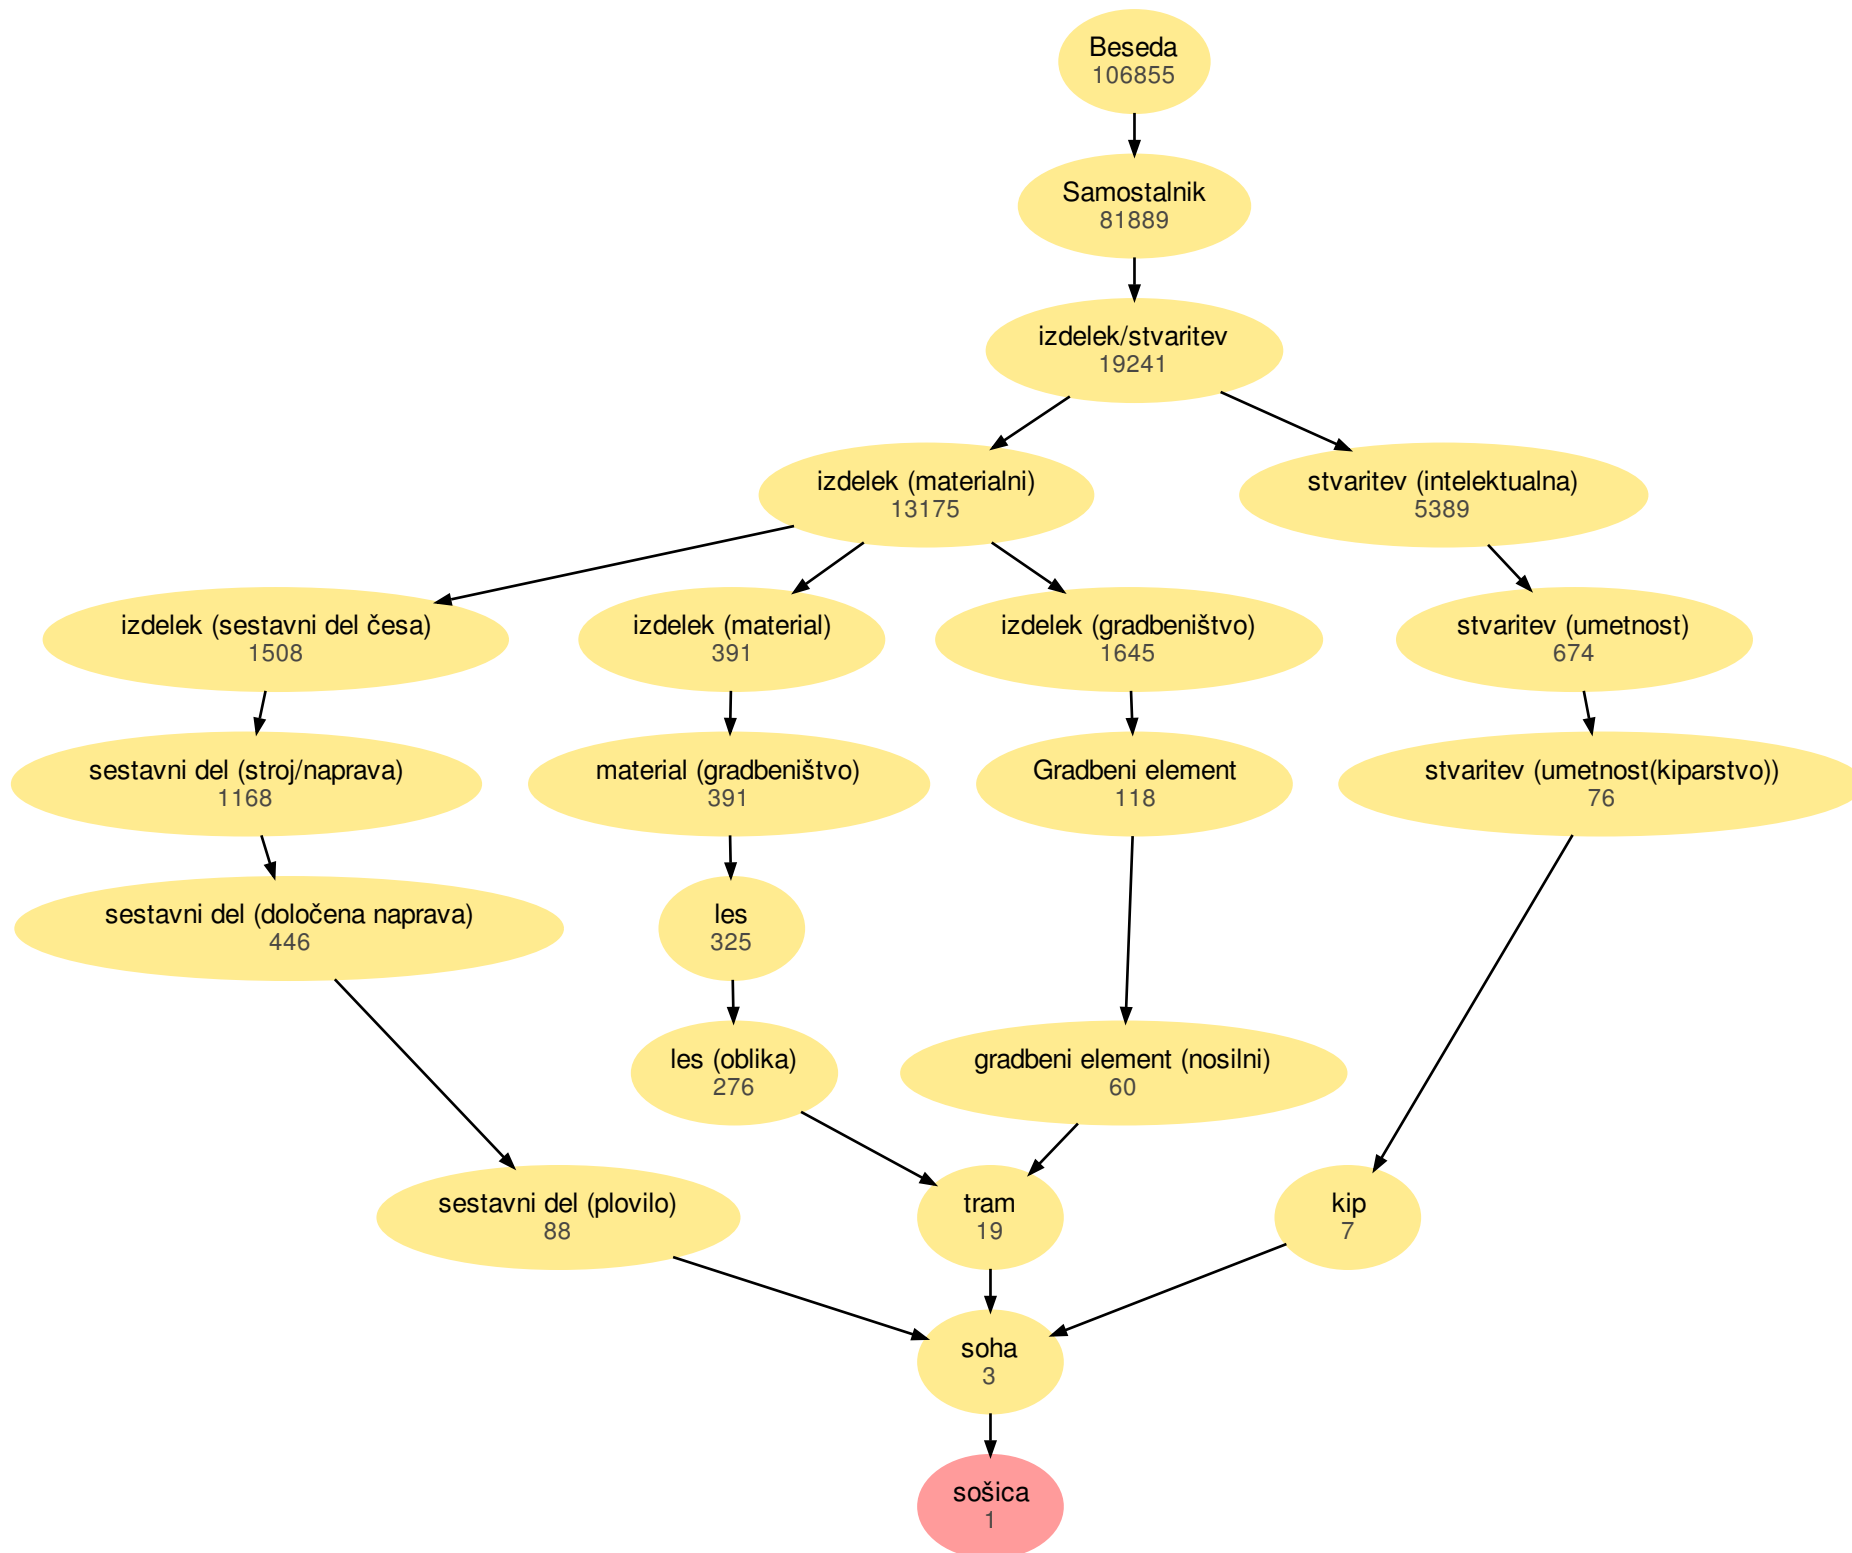 Beseda
106855
Samostalnik
81889
izdelek/stvaritev
19241
izdelek (materialni)
13175
stvaritev (intelektualna)
5389
izdelek (sestavni del česa)
1508
izdelek (material)
391
izdelek (gradbeništvo)
1645
stvaritev (umetnost)
674
sestavni del (stroj/naprava)
1168
material (gradbeništvo)
391
Gradbeni element
118
stvaritev (umetnost(kiparstvo))
76
sestavni del (določena naprava)
446
les
325
les (oblika)
276
gradbeni element (nosilni)
60
sestavni del (plovilo)
88
tram
19
kip
7
soha
3
sošica
1